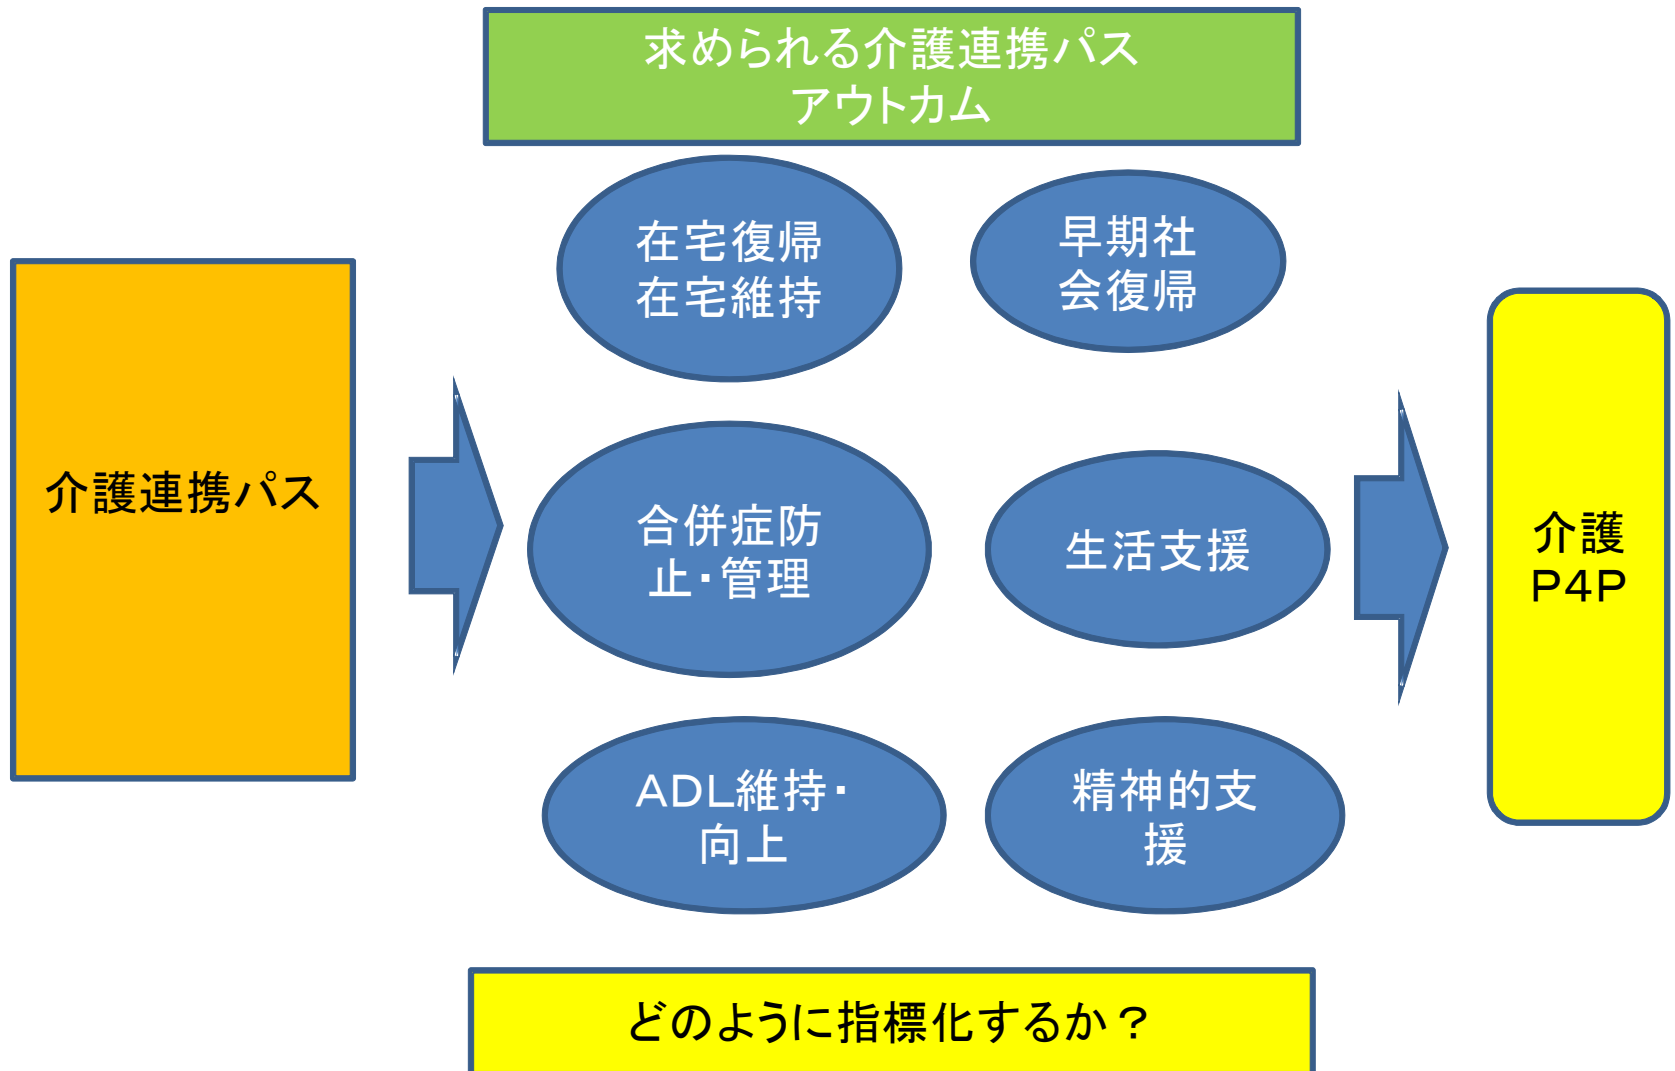 求められる介護連携パス
アウトカム
在宅復帰
在宅維持
早期社
会復帰
介護連携パス
合併症防
止・管理
生活支援
介護
P4P
ADL維持・
向上
精神的支
援
どのように指標化するか？